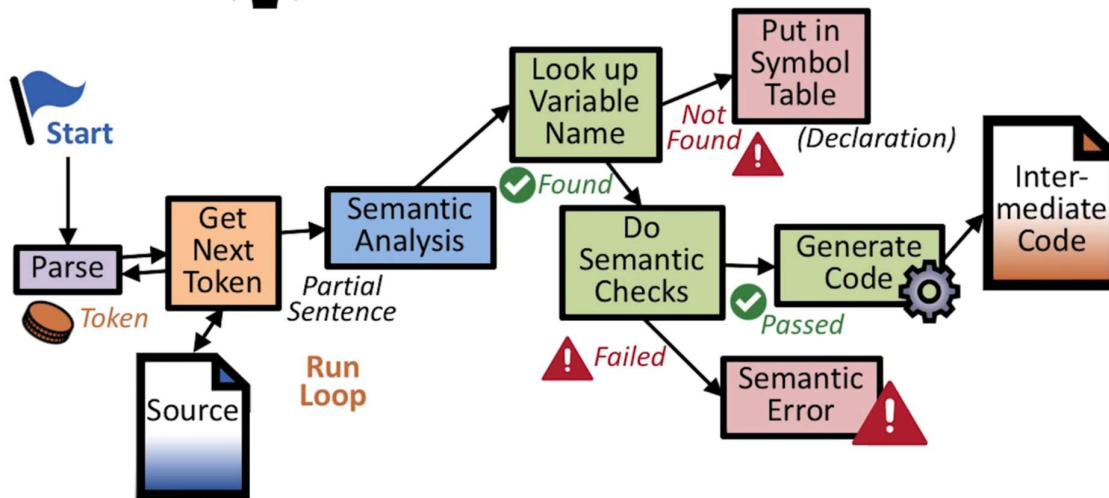 Start
Parse
Token
Get
Next
Token
Source
Partial
Sentence
Run
Loop
Semantic
Analysis
Look up
Variable
Name
Found
Not
Found
Put in
Symbol
Table
(Declaration)
Do
Semantic
Checks
Passed
Failed
Generate
Code
Inter-
mediate
Code
Semantic
Error